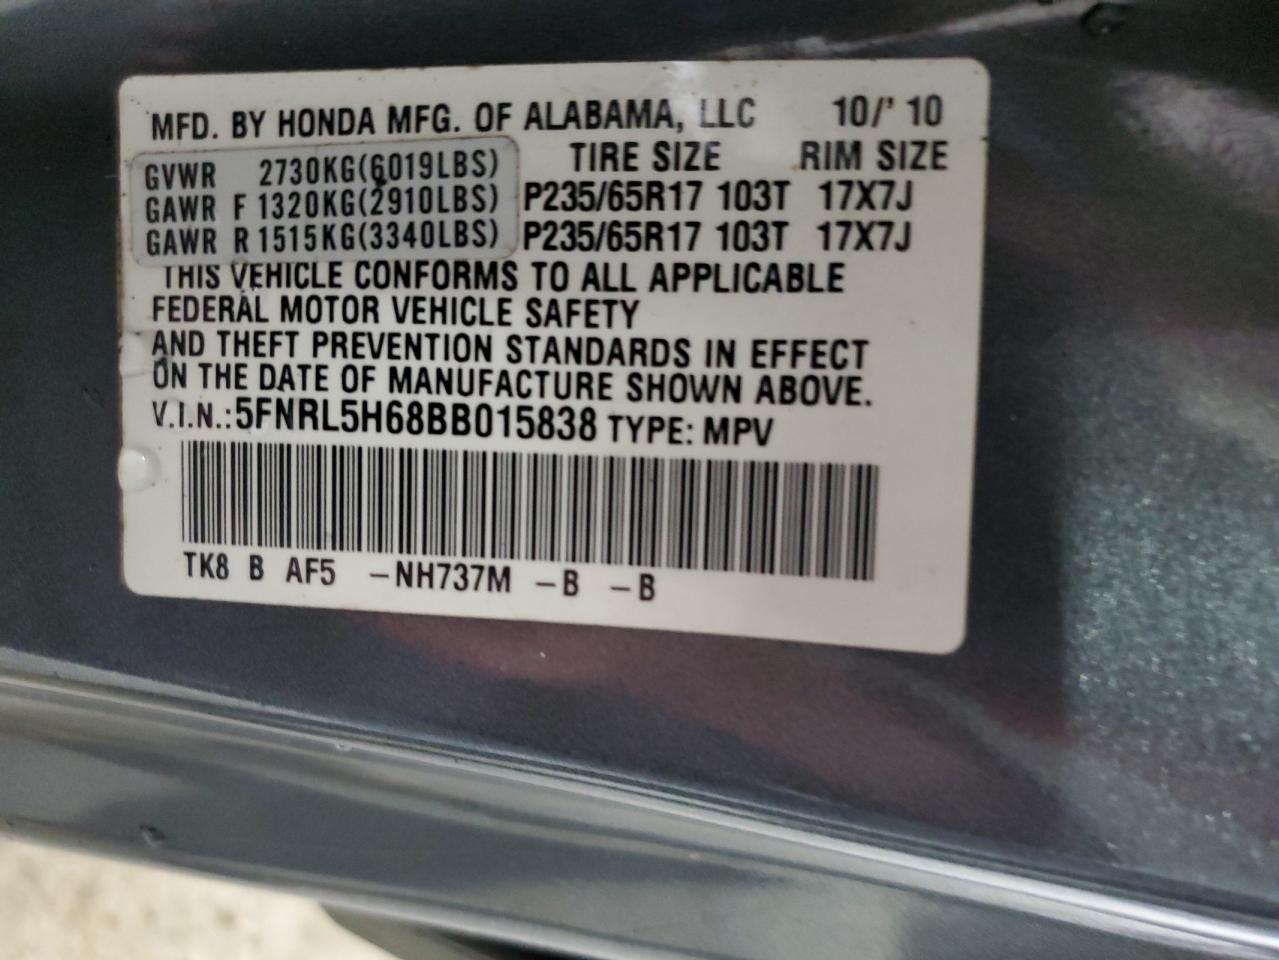 MFD. BY HONDA MFG. OF ALABAMA, LLC 10/' 10
TIRE SIZE RIM SIZE
GVWR 2730KG(6019LBS)
GAWR F 1320KG(2910LBS) P235/65R17 103T 17X7J
GAWR R 1515KG(3340LBS) P235/65R17 103T 17X7J
THIS VEHICLE CONFORMS TO ALL APPLICABLE
FEDERAL MOTOR VEHICLE SAFETY
AND THEFT PREVENTION STANDARDS IN EFFECT
ON THE DATE OF MANUFACTURE SHOWN ABOVE.
V.I.N.: 5FNRL5H68BB015838 TYPE: MPV
TK8 B AF5 –NH737M –B –B